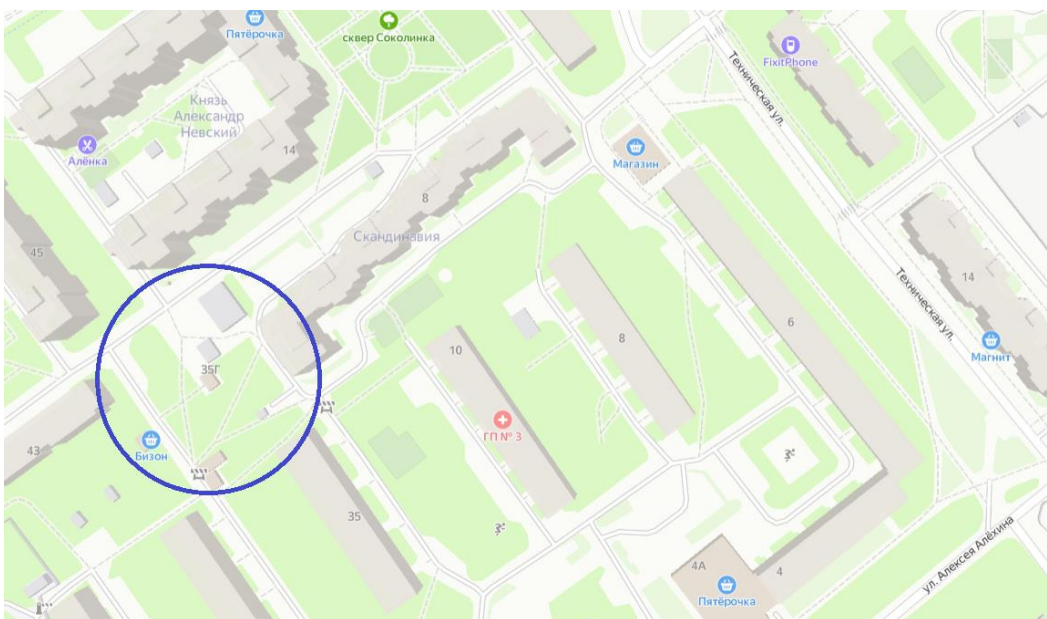 Пятёрочка
сквер Соколинка
FixitPhone
Техническая ул.
Князь
Александр
Невский
Алёнка
14
Магазин
8
Скандинавия
45
14
Техническая ул.
6
8
10
Магнит
35Г
ГП № 3
43
Бизон
35
ул. Алексея Алёхина
4А
4
Пятёрочка